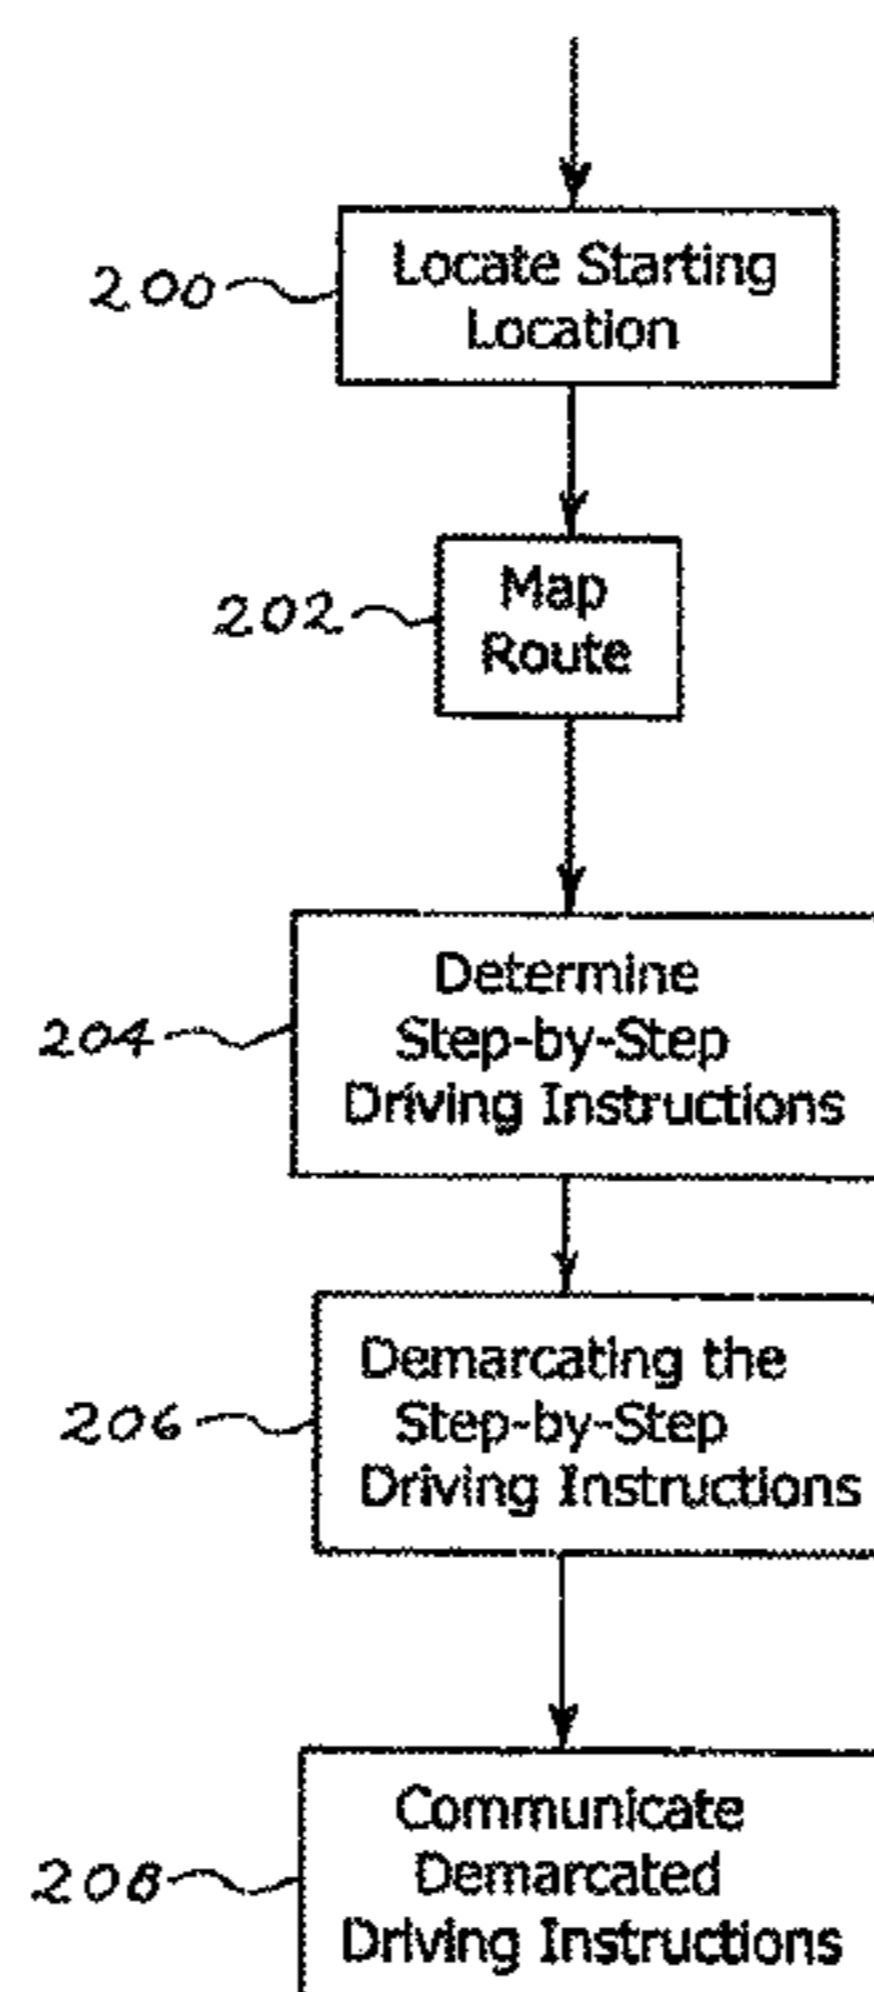 200
Locate Starting
Location
202
Map
Route
204
Determine
Step-by-Step
Driving Instructions
206
Demarcating the
Step-by-Step
Driving Instructions
208
Communicate
Demarcated
Driving Instructions